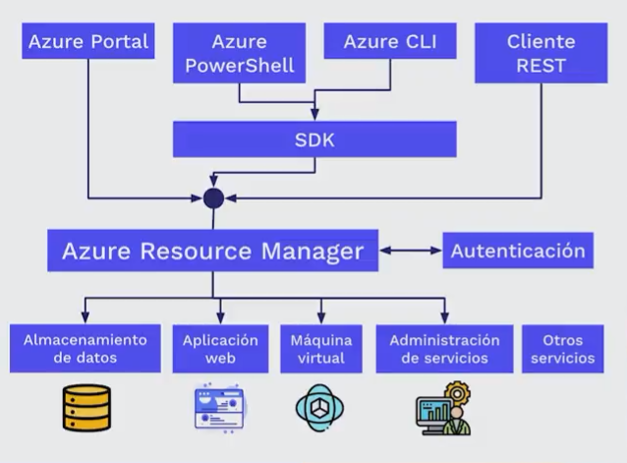 Azure Portal
Azure
PowerShell
Azure CLI
Cliente
REST
SDK
Azure Resource Manager
Autenticación
Almacenamiento
de datos
Aplicación
web
Máquina
virtual
Administración
de servicios
Otros
servicios